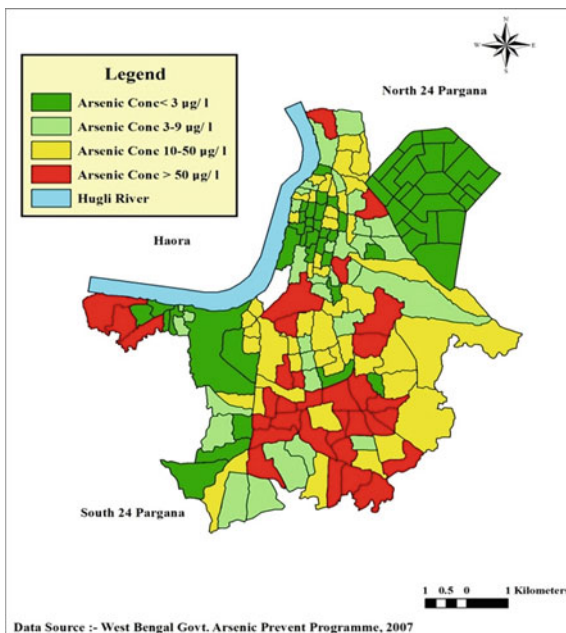 N
W
E
S
North 24 Pargana
Legend
Arsenic Conc< 3 µg/ l
Arsenic Conc 3-9 µg/ l
Arsenic Conc 10-50 µg/ l
Arsenic Conc > 50 µg/ l
Hugli River
Haora
South 24 Pargana
1 0.5 0 1 Kilometers
Data Source :- West Bengal Govt. Arsenic Prevent Programme, 2007